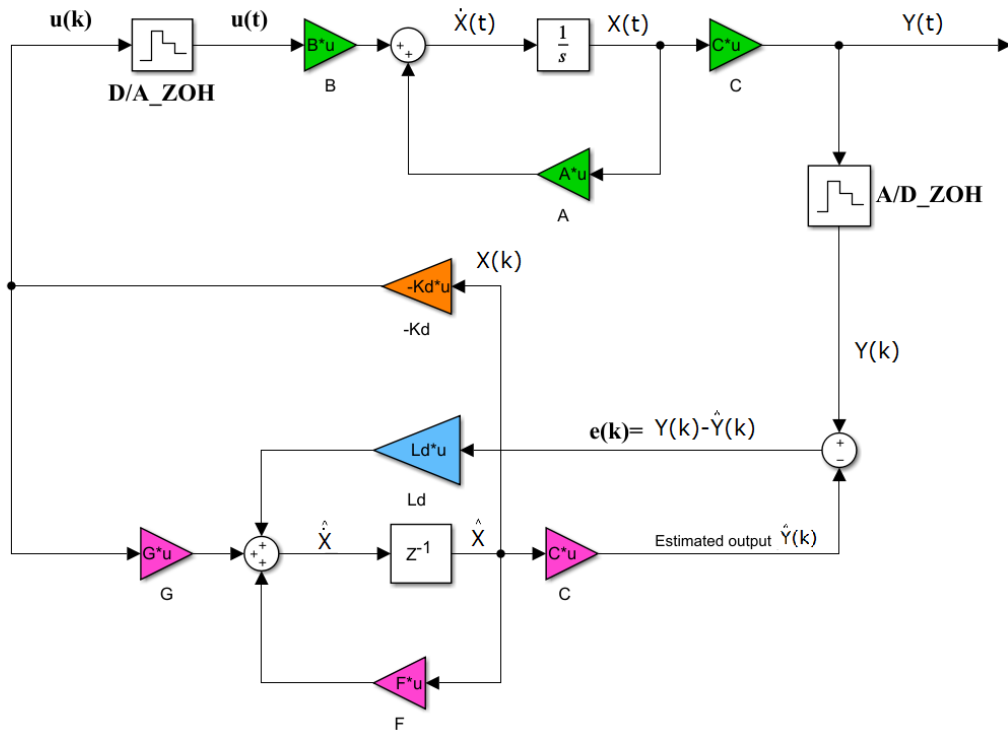 u(k)
u(t)
Ẋ(t)
X(t)
Y(t)
B*u
+
+
1
s
C*u
D/A_ZOH
B
C
A*u
A
A/D_ZOH
X(k)
-Kd*u
-Kd
Y(k)
e(k)= Y(k)-Ŷ(k)
+
−
Ld*u
Ld
G*u
+
+
+
Ẋ̂
Z-1
X̂
C*u
Estimated output Ŷ(k)
G
C
F*u
F